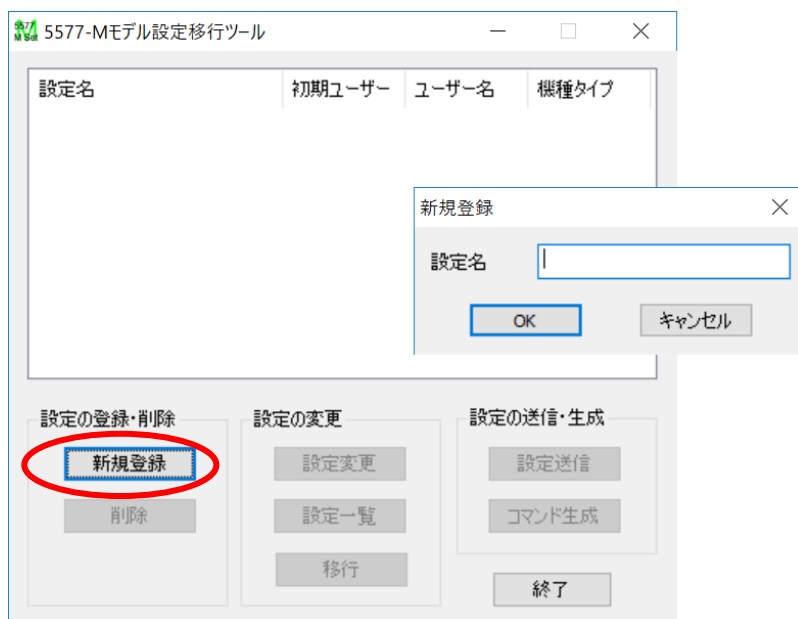 5577
M Set
5577-Mモデル設定移行ツール
設定名 初期ユーザー ユーザー名 機種タイプ
新規登録
設定名
OK キャンセル
設定の登録・削除 設定の変更 設定の送信・生成
新規登録 設定変更 設定送信
削除 設定一覧 コマンド生成
移行
終了